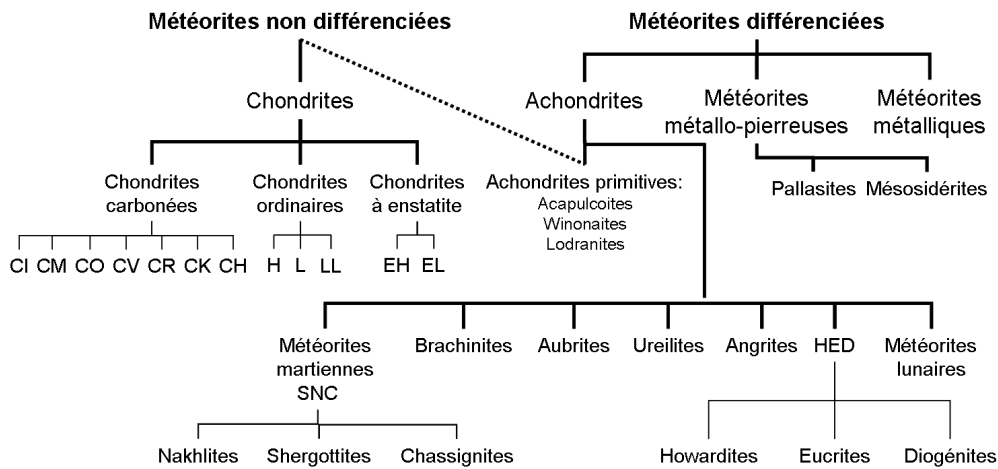 Météorites non différenciées
Météorites différenciées
Chondrites
Achondrites
Météorites
métallo-pierreuses
Météorites
métalliques
Chondrites
carbonées
Chondrites
ordinaires
Chondrites
à enstatite
Achondrites primitives:
Acapulcoites
Winonaites
Lodranites
Pallasites
Mésosidérites
CI
CM
CO
CV
CR
CK
CH
H
L
LL
EH
EL
Météorites
martiennes
SNC
Brachinites
Aubrites
Ureilites
Angrites
HED
Météorites
lunaires
Nakhlites
Shergottites
Chassignites
Howardites
Eucrites
Diogénites